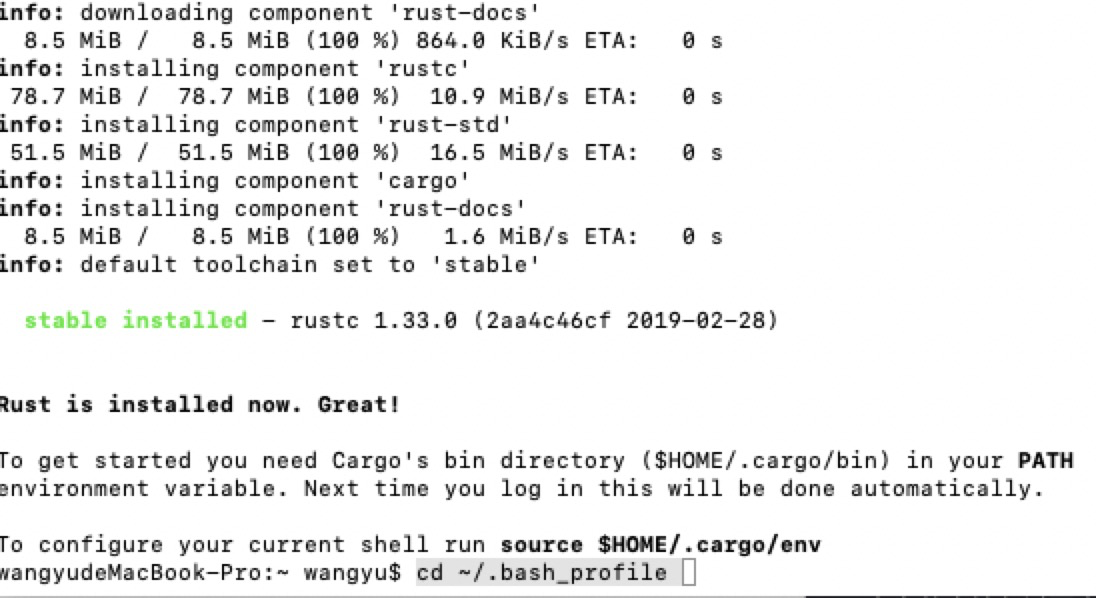 info: downloading component 'rust-docs'
  8.5 MiB /   8.5 MiB (100 %) 864.0 KiB/s ETA:   0 s
info: installing component 'rustc'
 78.7 MiB /  78.7 MiB (100 %)  10.9 MiB/s ETA:   0 s
info: installing component 'rust-std'
 51.5 MiB /  51.5 MiB (100 %)  16.5 MiB/s ETA:   0 s
info: installing component 'cargo'
info: installing component 'rust-docs'
  8.5 MiB /   8.5 MiB (100 %)   1.6 MiB/s ETA:   0 s
info: default toolchain set to 'stable'
  stable installed - rustc 1.33.0 (2aa4c46cf 2019-02-28)
Rust is installed now. Great!
To get started you need Cargo's bin directory ($HOME/.cargo/bin) in your PATH
environment variable. Next time you log in this will be done automatically.
To configure your current shell run source $HOME/.cargo/env
wangyudeMacBook-Pro:~ wangyu$ cd ~/.bash_profile